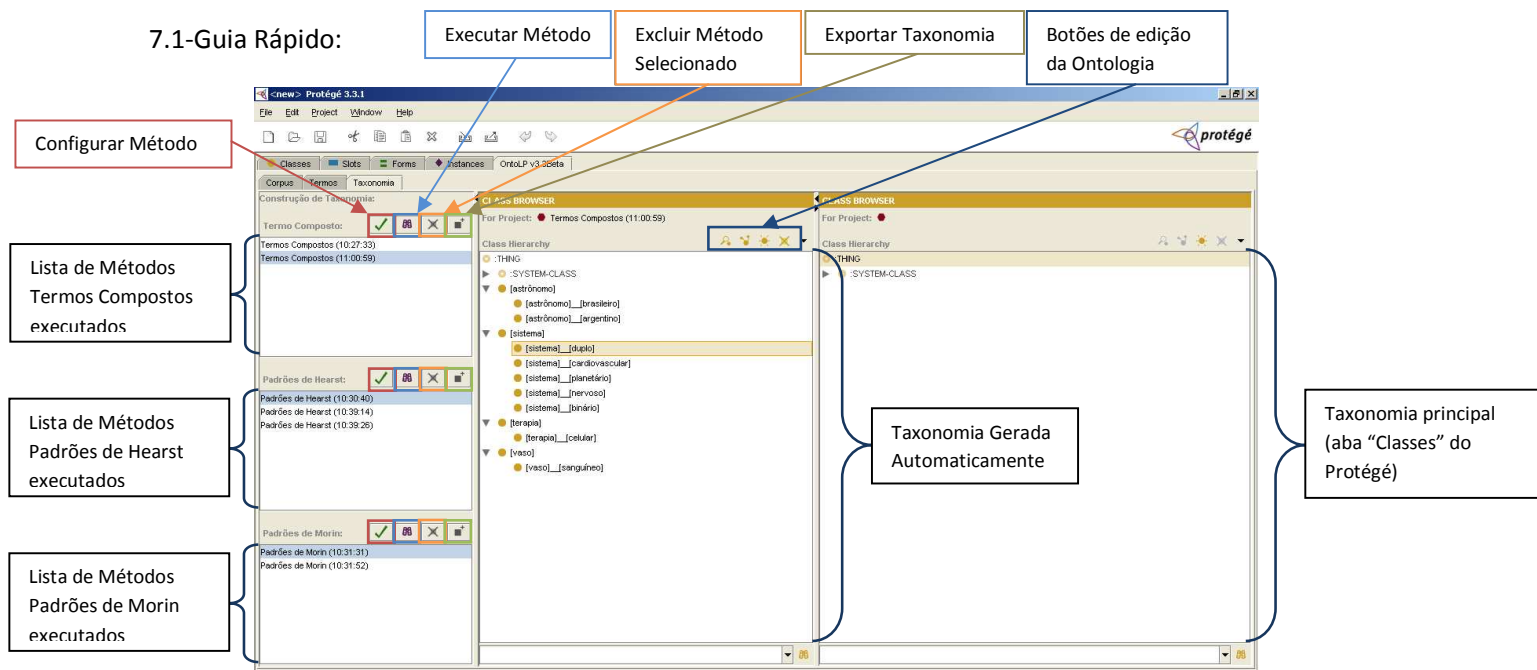 7.1-Guia Rápido:
Executar Método
Excluir Método
Selecionado
Exportar Taxonomia
Botões de edição
da Ontologia
Configurar Método
<new> Protégé 3.3.1
File Edit Project Window Help
protégé
Classes Slots Forms Instances OntoLP v3.0Beta
Corpus Termos Taxonomia
Construção de Taxonomia:
Termo Composto:
Termos Compostos (10:27:33)
Termos Compostos (11:00:59)
Padrões de Hearst:
Padrões de Hearst (10:30:40)
Padrões de Hearst (10:39:14)
Padrões de Hearst (10:39:26)
Padrões de Morin:
Padrões de Morin (10:31:31)
Padrões de Morin (10:31:52)
CLASS BROWSER
For Project: Termos Compostos (11:00:59)
Class Hierarchy
:THING
:SYSTEM-CLASS
[astrônomo]
[astrônomo]__[brasileiro]
[astrônomo]__[argentino]
[sistema]
[sistema]__[duplo]
[sistema]__[cardiovascular]
[sistema]__[planetário]
[sistema]__[nervoso]
[sistema]__[binário]
[terapia]
[terapia]__[celular]
[vaso]
[vaso]__[sanguíneo]
CLASS BROWSER
For Project:
Class Hierarchy
:THING
:SYSTEM-CLASS
Lista de Métodos
Termos Compostos
executados
Lista de Métodos
Padrões de Hearst
executados
Lista de Métodos
Padrões de Morin
executados
Taxonomia Gerada
Automaticamente
Taxonomia principal
(aba “Classes” do
Protégé)